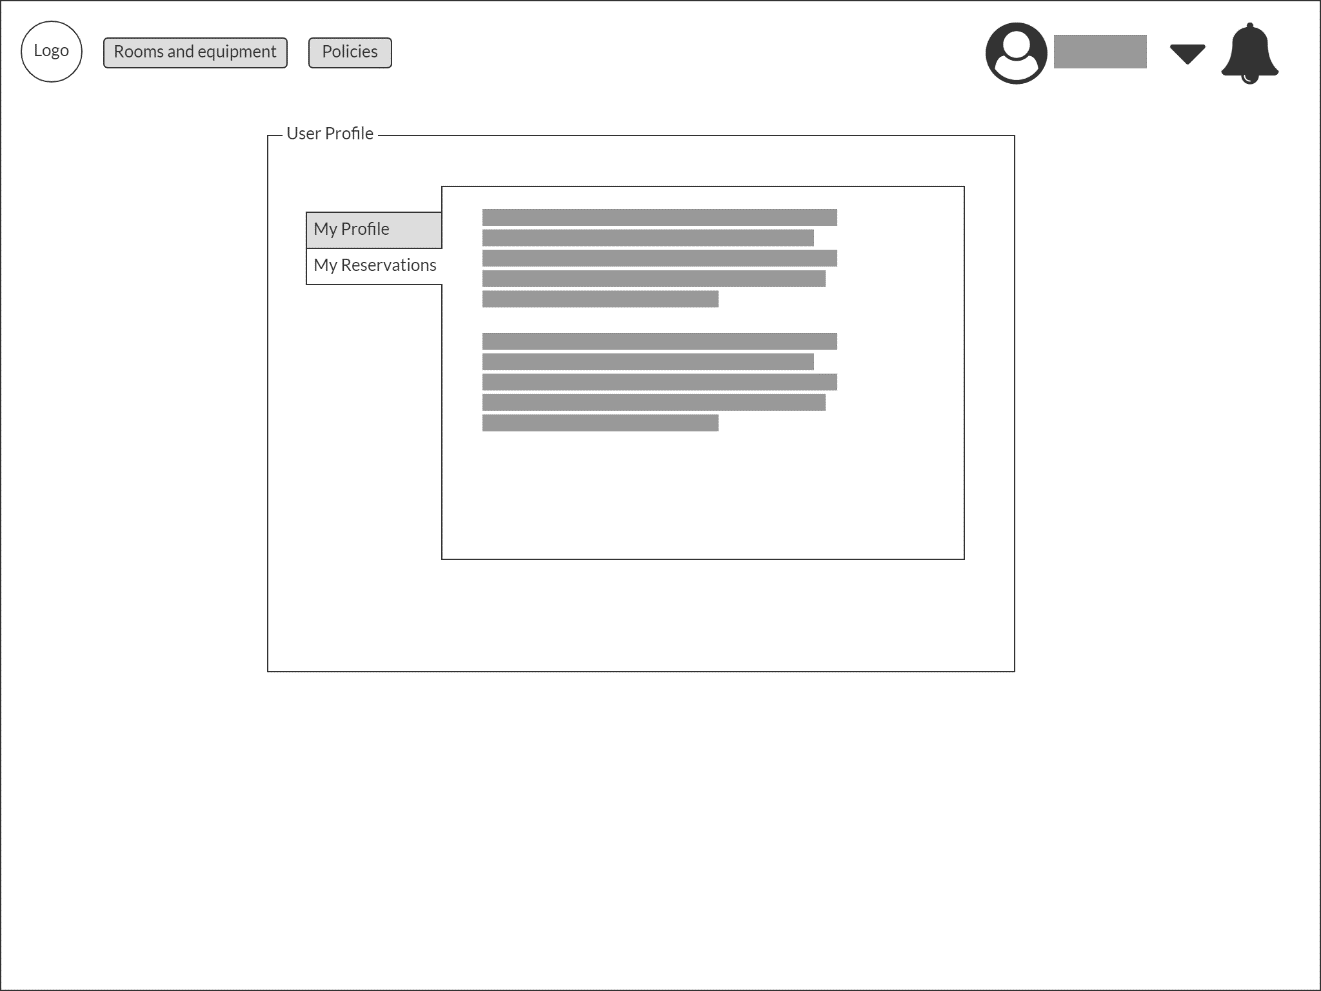 Logo
Rooms and equipment
Policies
User Profile
My Profile
My Reservations